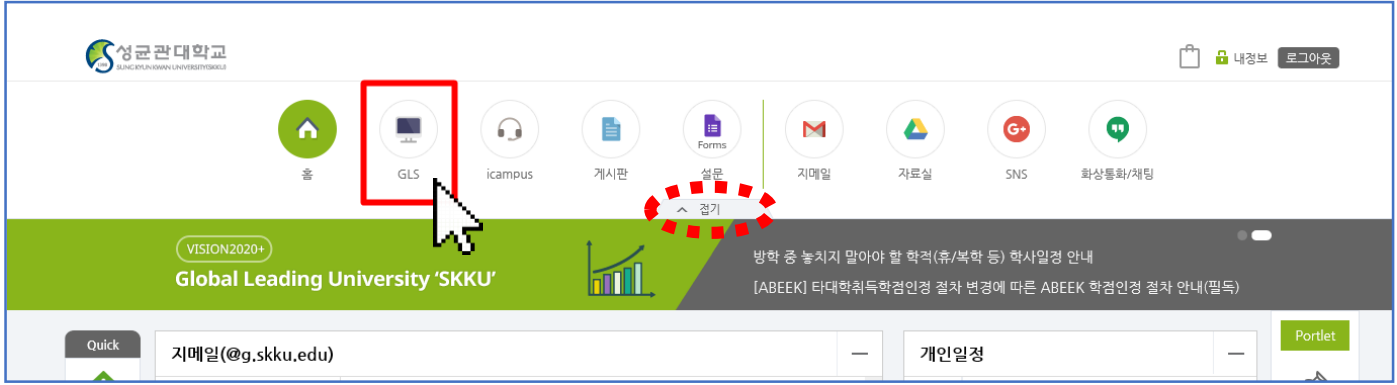 성균관대학교
SUNG KYUN KWAN UNIVERSITY(SKKU)
내정보 로그아웃
Forms
홈 GLS icampus 게시판 설문 지메일 자료실 SNS 화상통화/채팅
접기
VISION2020+
Global Leading University ‘SKKU’
방학 중 놓치지 말아야 할 학적(휴/복학 등) 학사일정 안내
[ABEEK] 타대학취득학점인정 절차 변경에 따른 ABEEK 학점인정 절차 안내(필독)
Quick
지메일(@g.skku.edu)
개인일정
Portlet